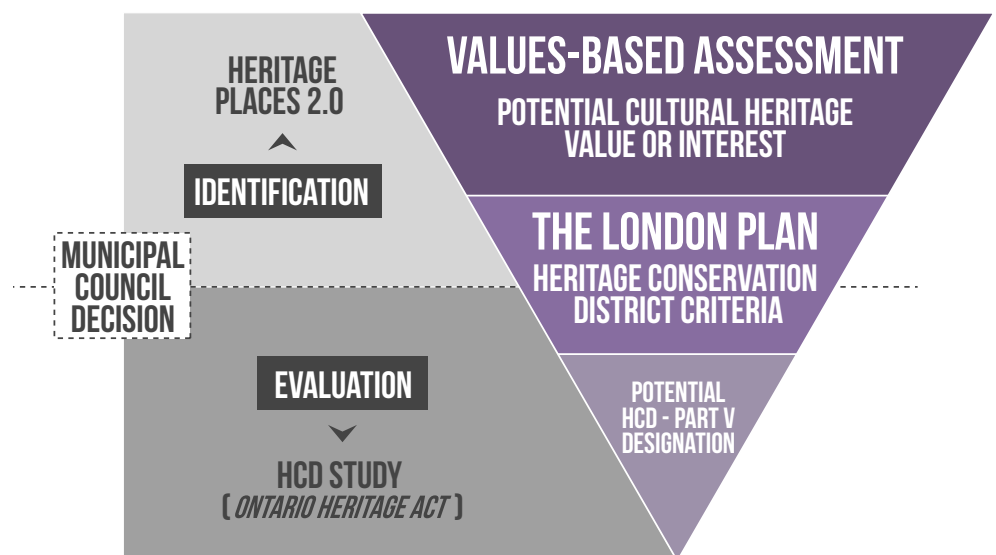 HERITAGE
PLACES 2.0
IDENTIFICATION
MUNICIPAL
COUNCIL
DECISION
EVALUATION
HCD STUDY
( ONTARIO HERITAGE ACT )
VALUES-BASED ASSESSMENT
POTENTIAL CULTURAL HERITAGE
VALUE OR INTEREST
THE LONDON PLAN
HERITAGE CONSERVATION
DISTRICT CRITERIA
POTENTIAL
HCD - PART V
DESIGNATION